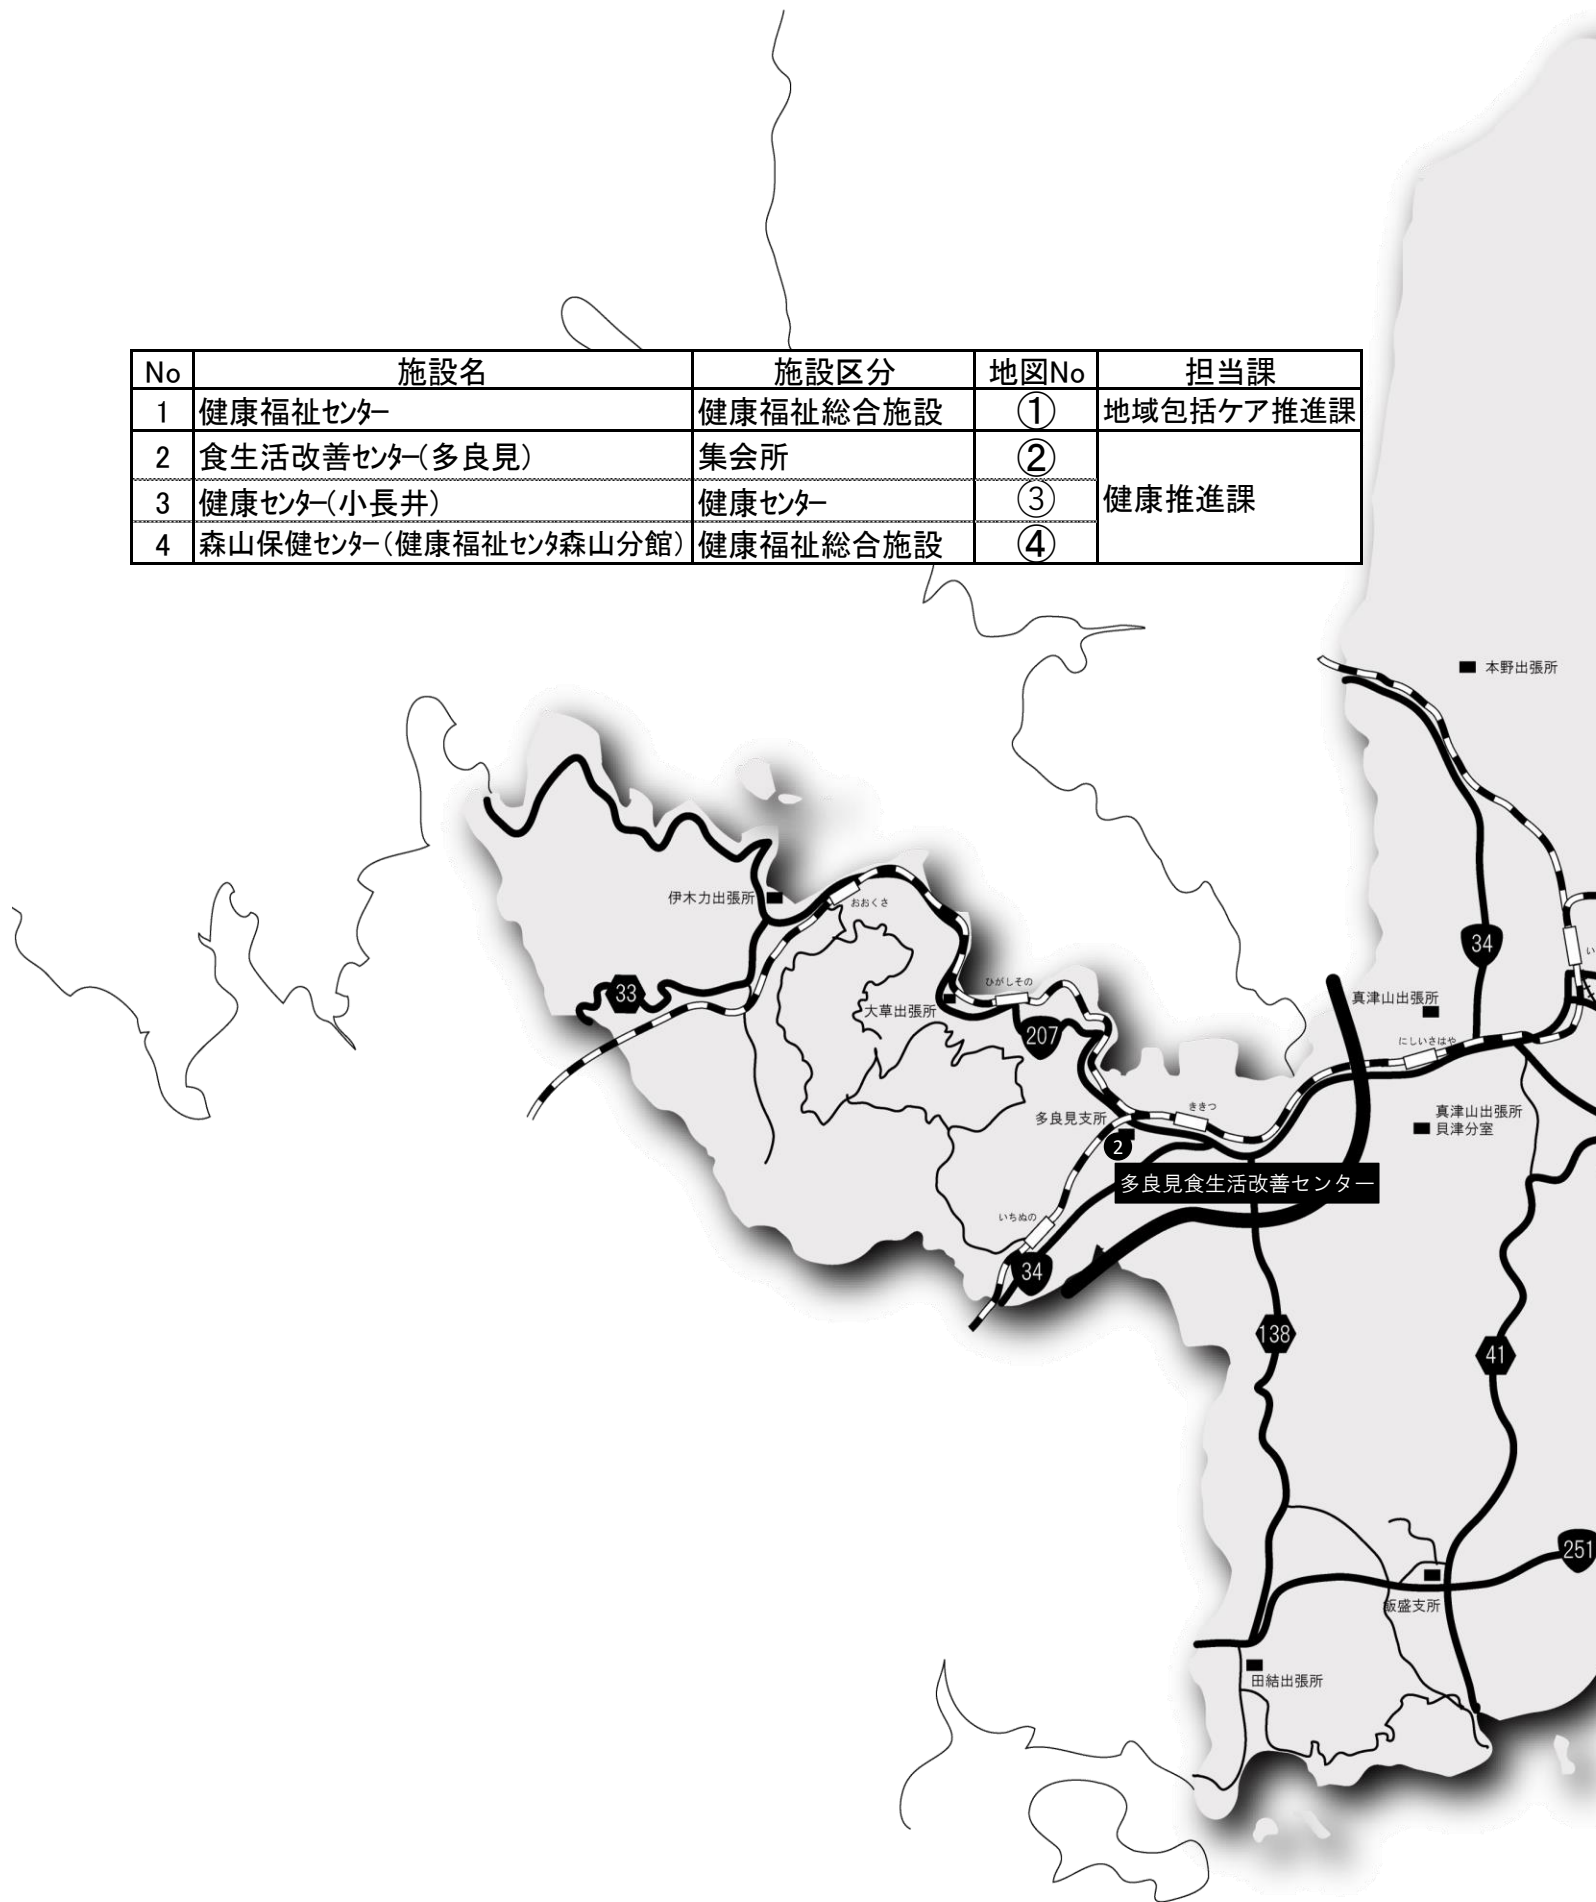 No 施設名 施設区分 地図No 担当課
1 健康福祉センター 健康福祉総合施設 ① 地域包括ケア推進課
2 食生活改善センター(多良見) 集会所 ② 健康推進課
3 健康センター(小長井) 健康センター ③
4 森山保健センター(健康福祉センタ森山分館) 健康福祉総合施設 ④
本野出張所
伊木力出張所
おおくさ
34
い
33
ひがしその
大草出張所
真津山出張所
207
にしいさはや
ききつ
多良見支所
真津山出張所
貝津分室
2
多良見食生活改善センター
いちぬの
34
138
41
251
飯盛支所
田結出張所